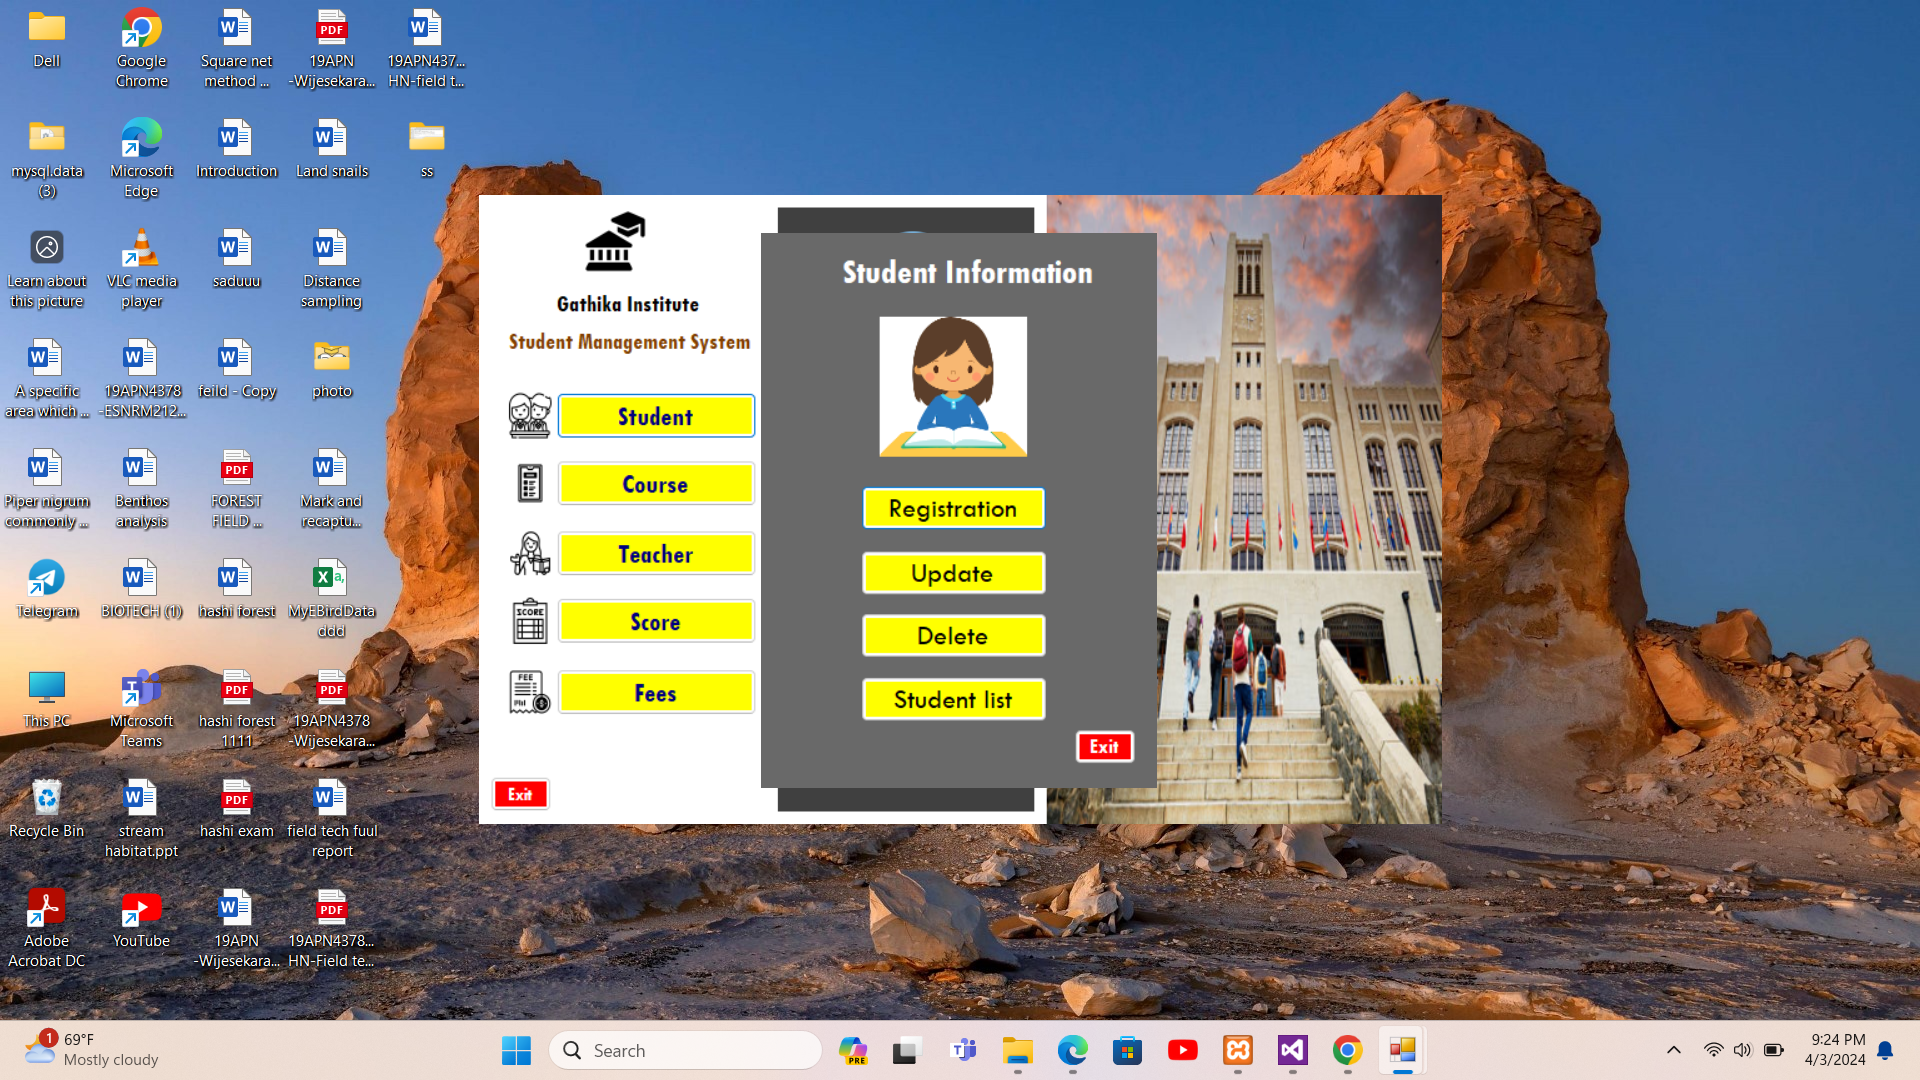 Dell
Google
Chrome
Square net
method ...
19APN
-Wijesekara...
19APN437...
HN-field t...
mysql.data
(3)
Microsoft
Edge
Introduction
Land snails
ss
Learn about
this picture
VLC media
player
saduuu
Distance
sampling
A specific
area which ...
19APN4378
-ESNRM212...
feild - Copy
photo
Piper nigrum
commonly ...
Benthos
analysis
FOREST
FIELD ...
Mark and
recaptu...
Telegram
BIOTECH (1)
hashi forest
MyEBirdData
ddd
This PC
Microsoft
Teams
hashi forest
1111
19APN4378
-Wijesekara...
Recycle Bin
stream
habitat.ppt
hashi exam
field tech fuul
report
Adobe
Acrobat DC
YouTube
19APN
-Wijesekara...
19APN4378...
HN-Field te...
Gathika Institute
Student Management System
Student
Course
Teacher
SCORE
Score
FEE
Fees
Exit
Student Information
Registration
Update
Delete
Student list
Exit
1
69°F
Mostly cloudy
Search
PRE
9:24 PM
4/3/2024